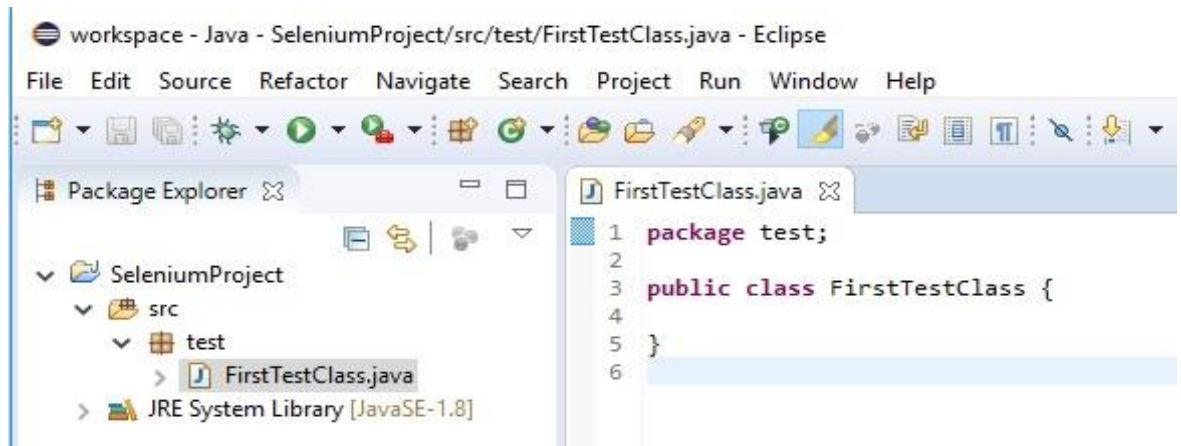 workspace - Java - SeleniumProject/src/test/FirstTestClass.java - Eclipse
File Edit Source Refactor Navigate Search Project Run Window Help
Package Explorer
SeleniumProject
src
test
FirstTestClass.java
JRE System Library [JavaSE-1.8]
FirstTestClass.java
1 package test;
2
3 public class FirstTestClass {
4
5 }
6